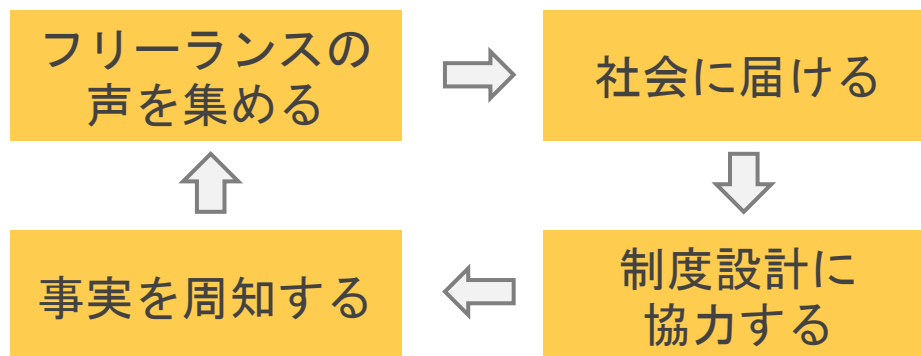 フリーランスの
声を集める
社会に届ける
事実を周知する
制度設計に
協力する